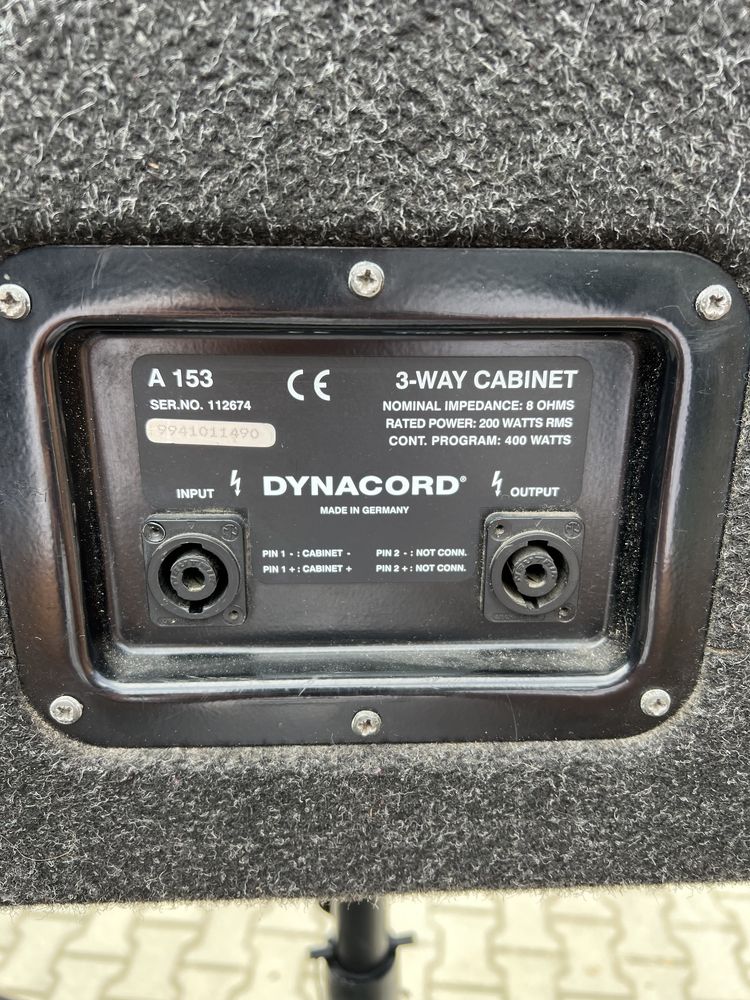 A 153
SER.NO. 112674
9941011490
CE
3-WAY CABINET
NOMINAL IMPEDANCE: 8 OHMS
RATED POWER: 200 WATTS RMS
CONT. PROGRAM: 400 WATTS
INPUT
DYNACORD®
OUTPUT
MADE IN GERMANY
PIN 1 - : CABINET -
PIN 1 + : CABINET +
PIN 2 - : NOT CONN.
PIN 2 + : NOT CONN.